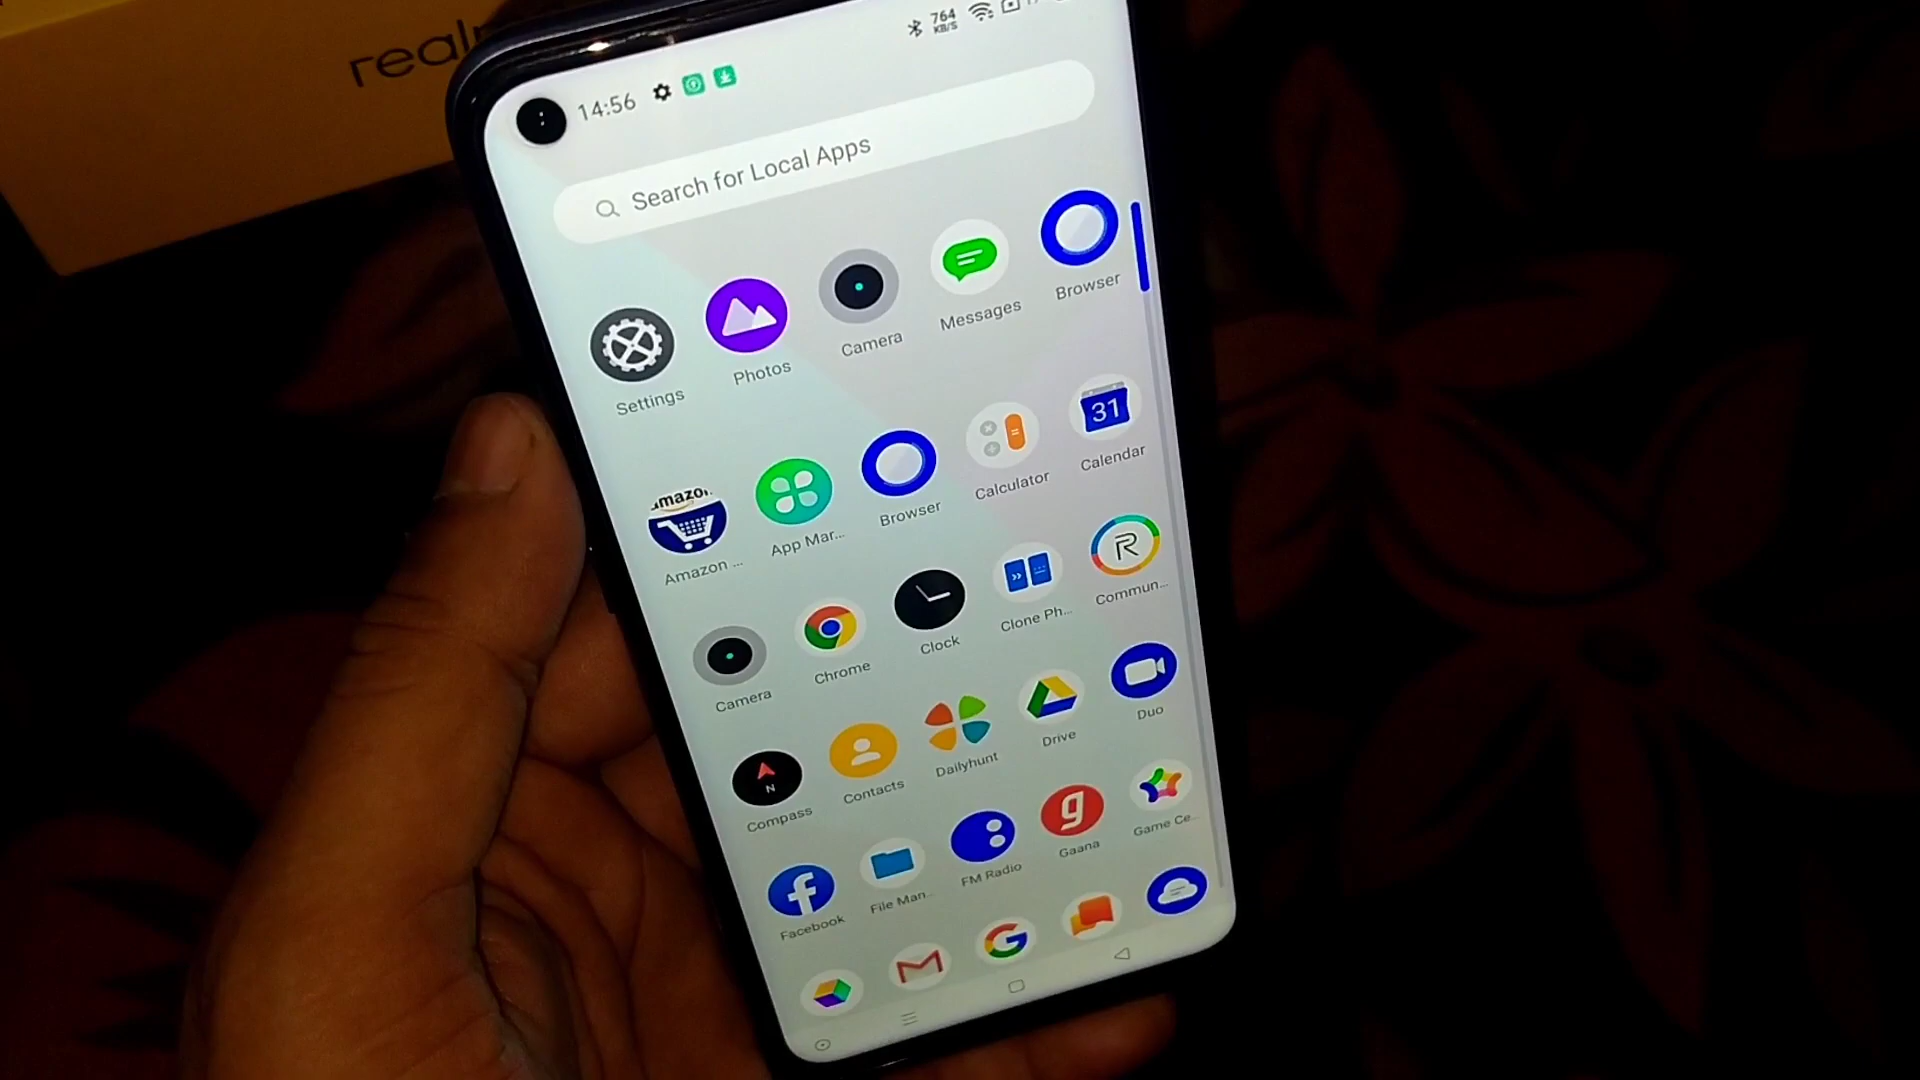 realm
14:56
764
KB/S
Search for Local Apps
Settings
Photos
Camera
Messages
Browser
amazon
Amazon ...
App Mar...
Browser
Calculator
31
Calendar
Camera
Chrome
Clock
Clone Ph...
R
Commun...
N
Compass
Contacts
Dailyhunt
Drive
Duo
f
Facebook
File Man...
FM Radio
g
Gaana
Game Ce...
G